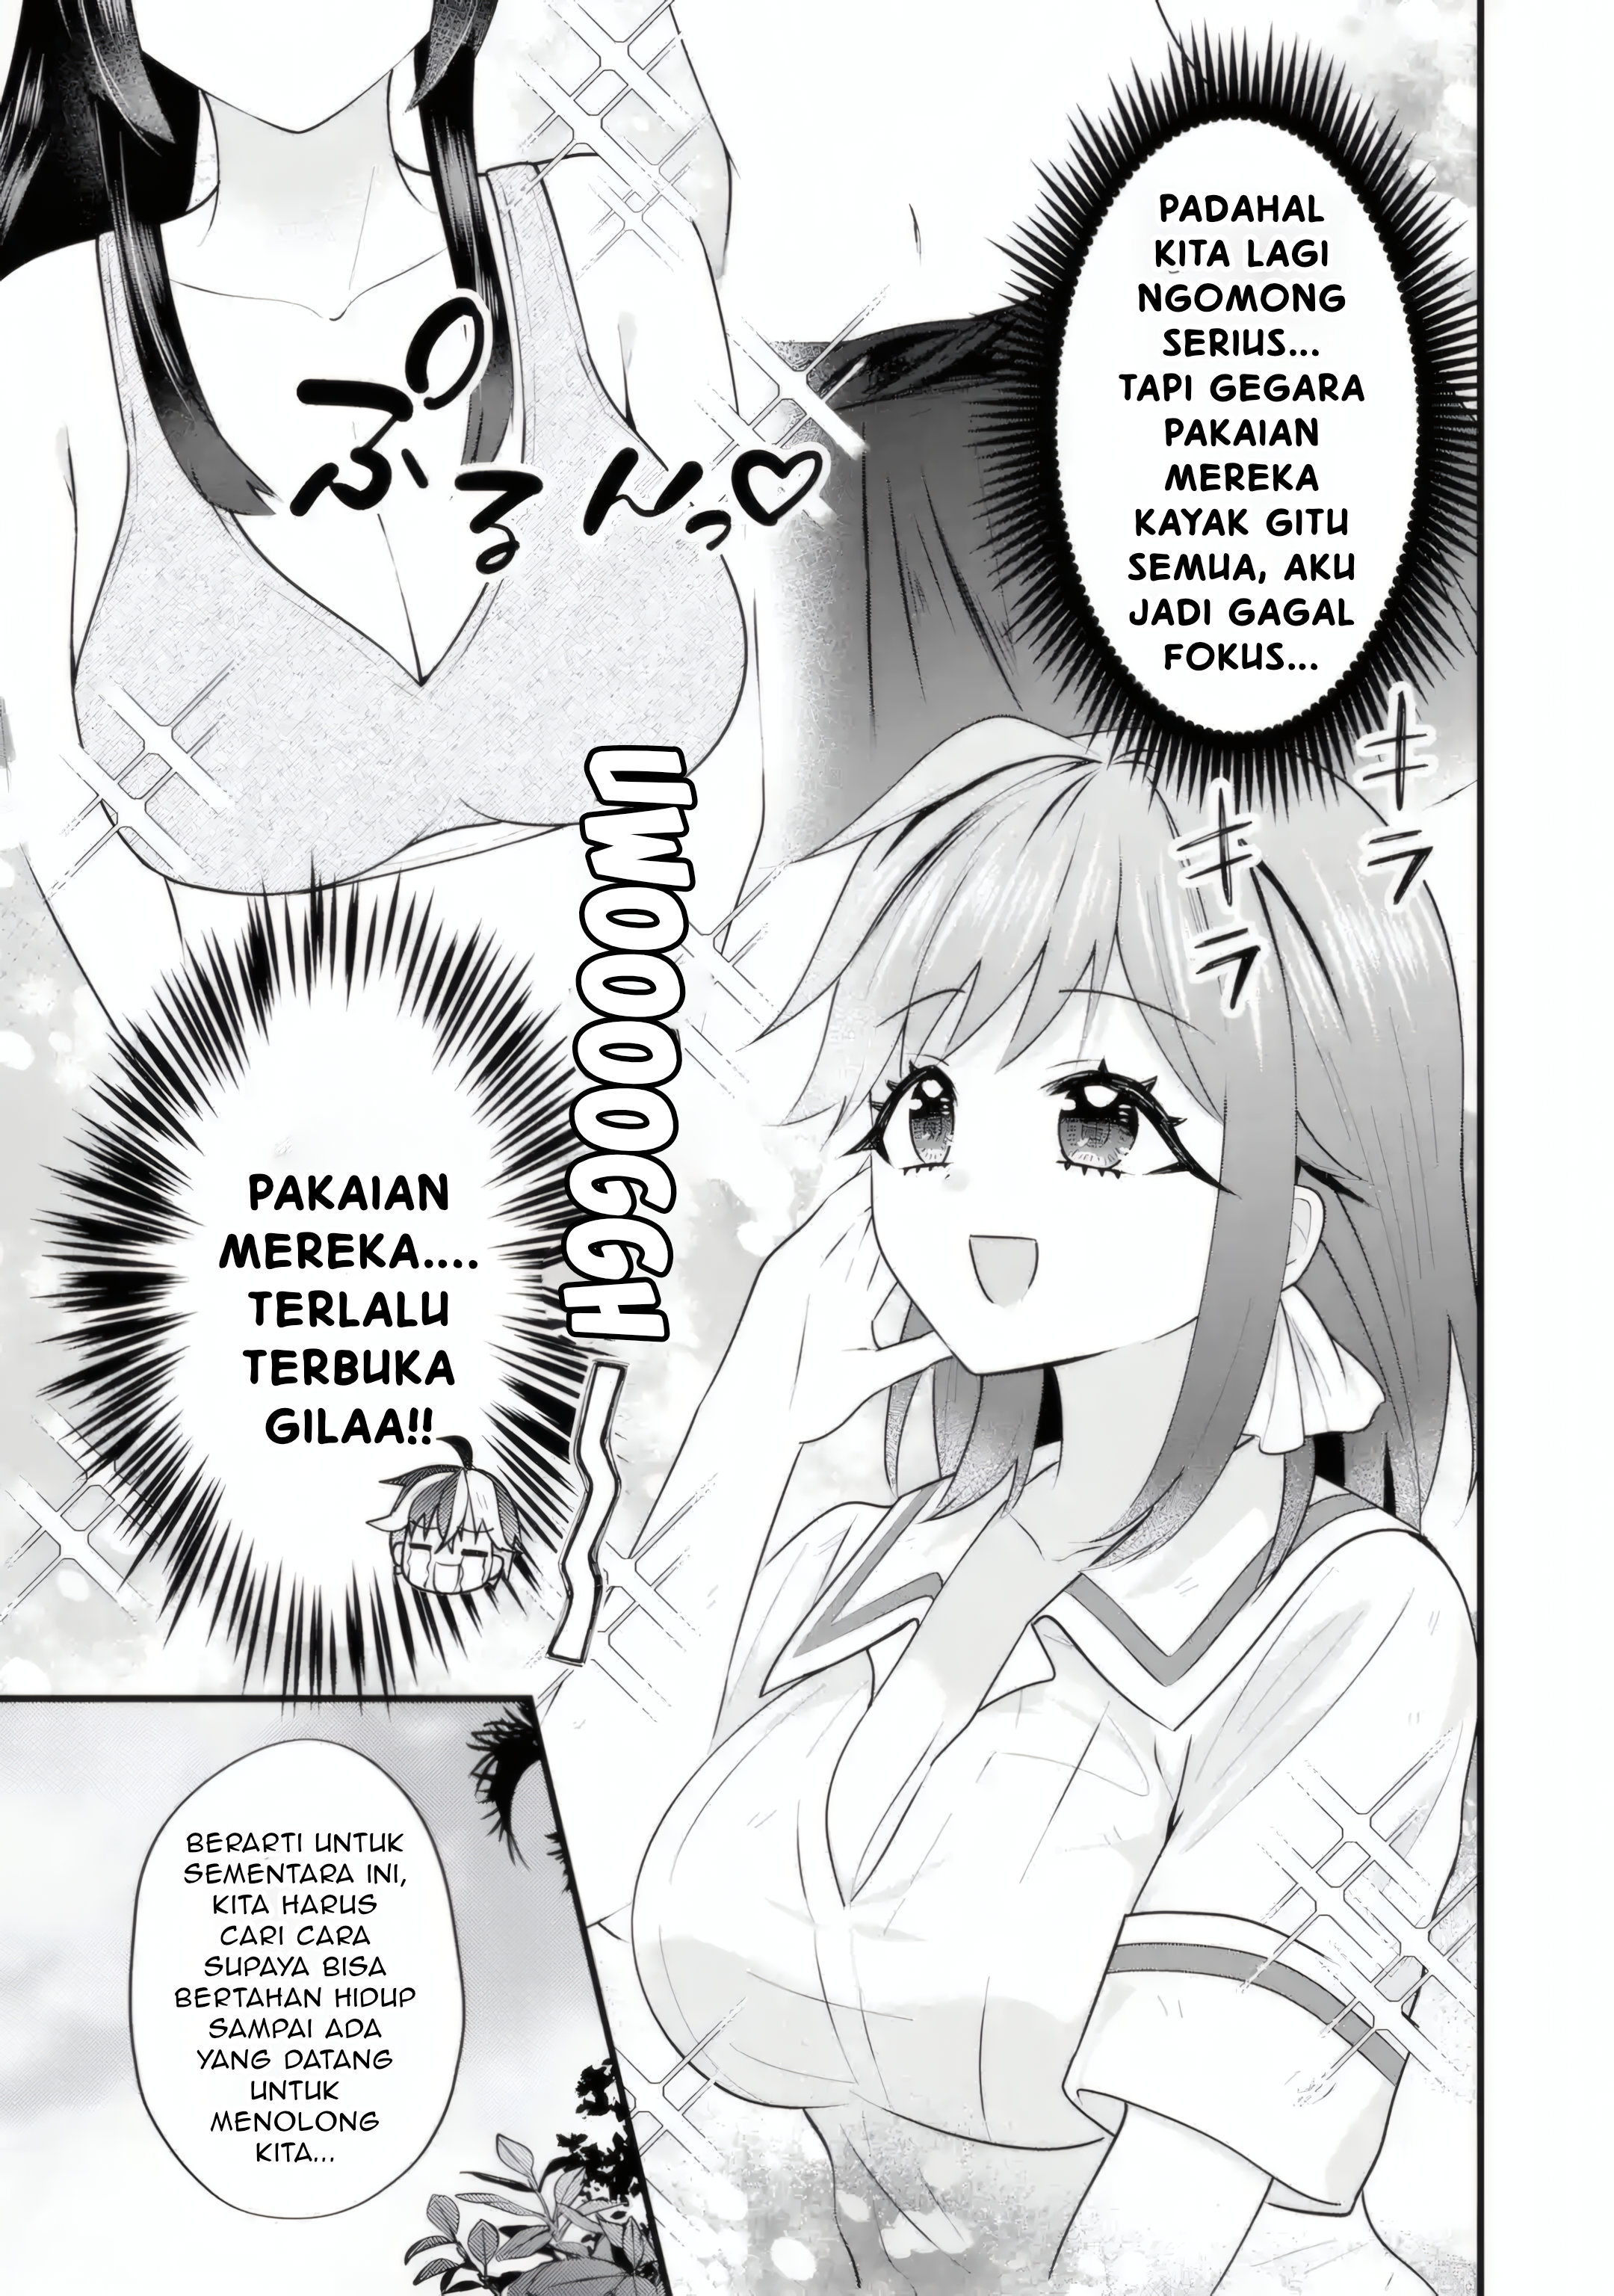 PADAHAL
KITA LAGI
NGOMONG
SERIUS...
TAPI GEGARA
PAKAIAN
MEREKA
KAYAK GITU
SEMUA, AKU
JADI GAGAL
FOKUS...
ぷるんっ♡
キラ
キラ
UWOOOOGGH
PAKAIAN
MEREKA....
TERLALU
TERBUKA
GILAA!!
BERARTI UNTUK
SEMENTARA INI,
KITA HARUS
CARI CARA
SUPAYA BISA
BERTAHAN HIDUP
SAMPAI ADA
YANG DATANG
UNTUK
MENOLONG
KITA...